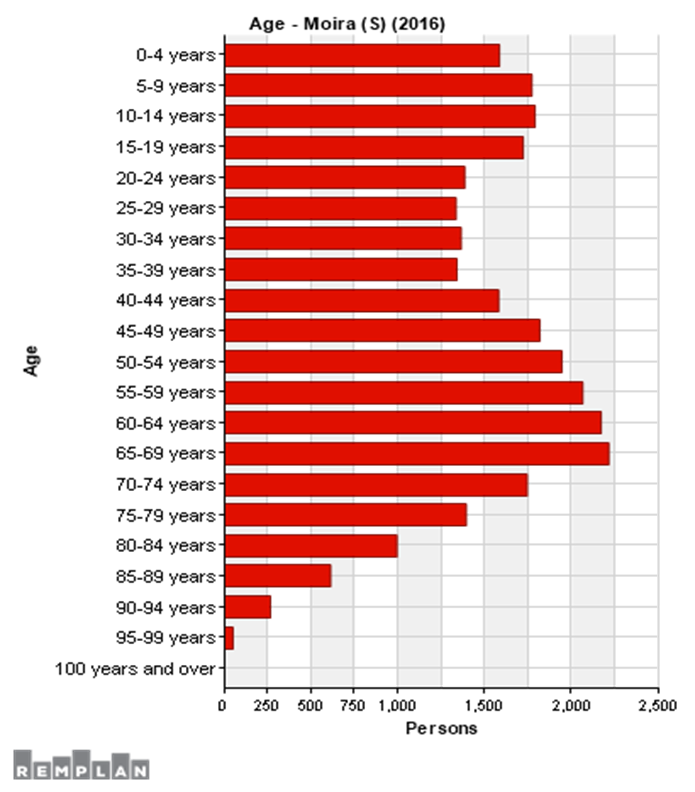 Age - Moira (S) (2016)
0-4 years
5-9 years
10-14 years
15-19 years
20-24 years
25-29 years
30-34 years
35-39 years
40-44 years
45-49 years
50-54 years
55-59 years
60-64 years
65-69 years
70-74 years
75-79 years
80-84 years
85-89 years
90-94 years
95-99 years
100 years and over
Age
0 250 500 750 1,000 1,500 2,000 2,500
Persons
REMPLAN